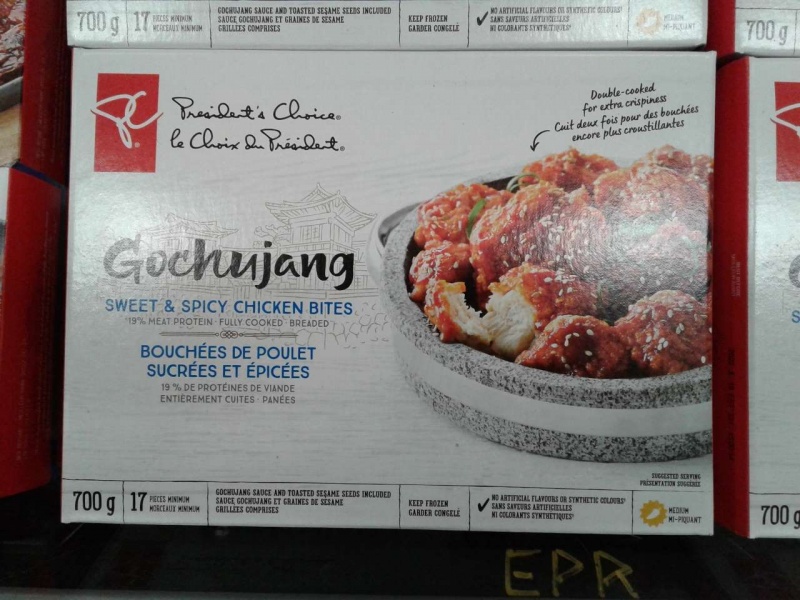 700 g
17 PIECES MINIMUM
MORCEAUX MINIMUM
GOCHUJANG SAUCE AND TOASTED SESAME SEEDS INCLUDED
SAUCE GOCHUJANG ET GRAINES DE SÉSAME
GRILLÉES COMPRISES
KEEP FROZEN
GARDER CONGELÉ
✓ NO ARTIFICIAL FLAVOURS OR SYNTHETIC COLOURS
SANS SAVEURS ARTIFICIELLES
NI COLORANTS SYNTHÉTIQUES
MEDIUM
MI-PIQUANT
700 g
PC
President's Choice®
le Choix du Président®
Double-cooked
for extra crispiness
Cuit deux fois pour des bouchées
encore plus croustillantes
Gochujang
SWEET & SPICY CHICKEN BITES
19% MEAT PROTEIN · FULLY COOKED · BREADED
BOUCHÉES DE POULET
SUCRÉES ET ÉPICÉES
19 % DE PROTÉINES DE VIANDE
ENTIÈREMENT CUITES · PANÉES
SUGGESTED SERVING
PRÉSENTATION SUGGÉRÉE
700 g
17 PIECES MINIMUM
MORCEAUX MINIMUM
GOCHUJANG SAUCE AND TOASTED SESAME SEEDS INCLUDED
SAUCE GOCHUJANG ET GRAINES DE SÉSAME
GRILLÉES COMPRISES
KEEP FROZEN
GARDER CONGELÉ
✓ NO ARTIFICIAL FLAVOURS OR SYNTHETIC COLOURS
SANS SAVEURS ARTIFICIELLES
NI COLORANTS SYNTHÉTIQUES
MEDIUM
MI-PIQUANT
700 g
EPR